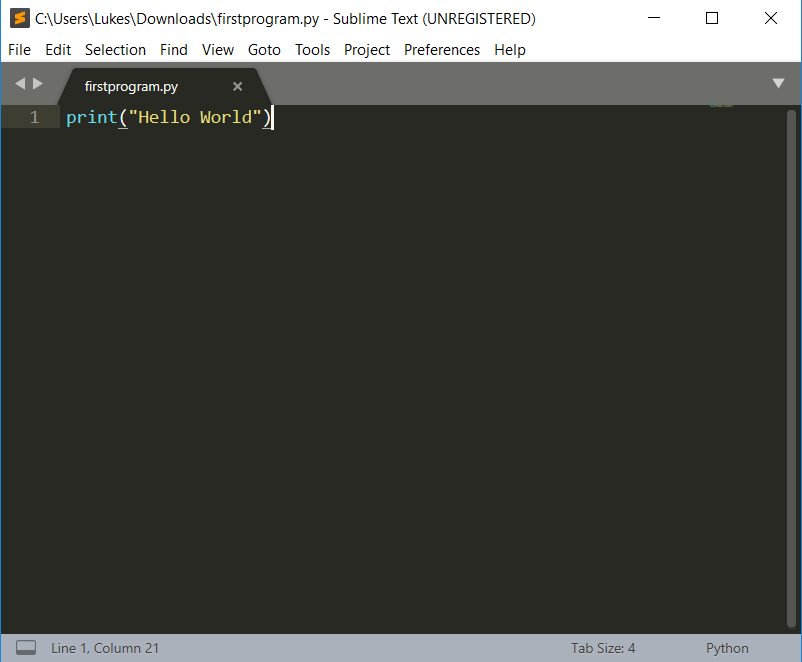 C:\Users\Lukes\Downloads\firstprogram.py - Sublime Text (UNREGISTERED)
File Edit Selection Find View Goto Tools Project Preferences Help
firstprogram.py
1 print("Hello World")
Line 1, Column 21 Tab Size: 4 Python